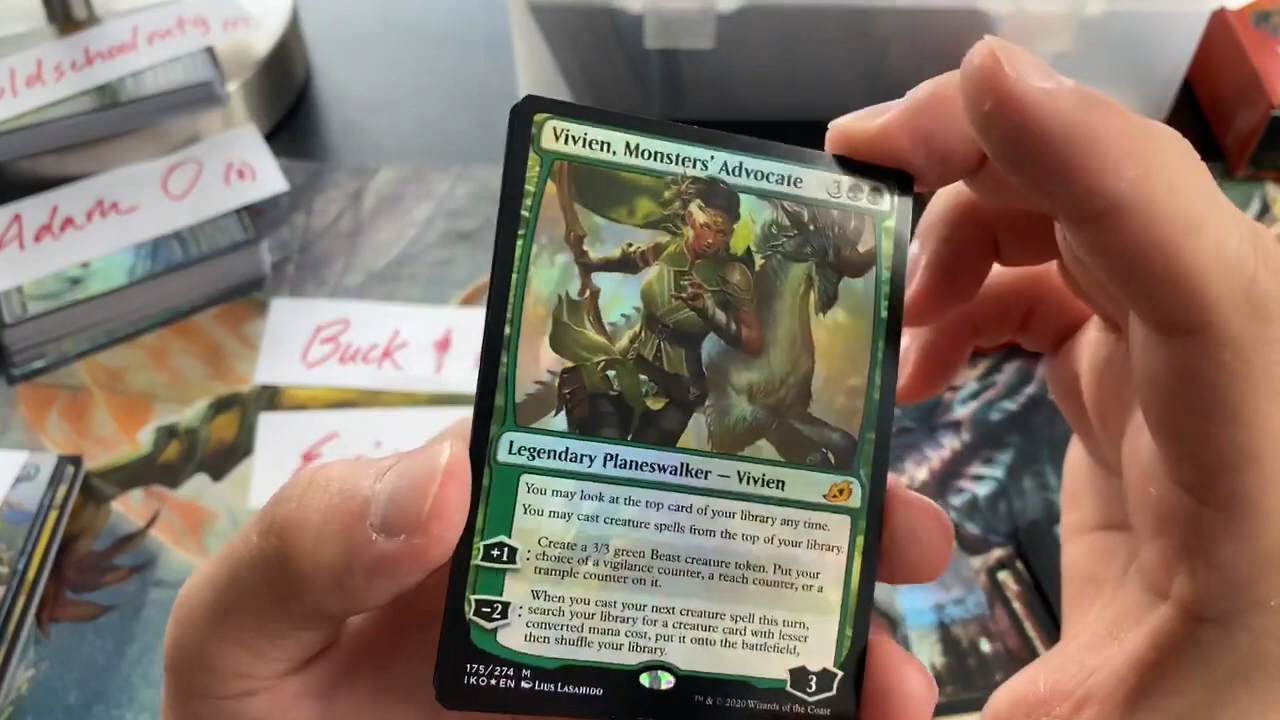 oldschoolmtg
Adam O (0)
Buck
Vivien, Monsters' Advocate 3
Legendary Planeswalker — Vivien
You may look at the top card of your library any time.
You may cast creature spells from the top of your library.
+1 : Create a 3/3 green Beast creature token. Put your
choice of a vigilance counter, a reach counter, or a
trample counter on it.
−2 : When you cast your next creature spell this turn,
search your library for a creature card with lesser
converted mana cost, put it onto the battlefield,
then shuffle your library.
3
175/274 M
IKO★EN Lius Lasahido
™ & © 2020 Wizards of the Coast